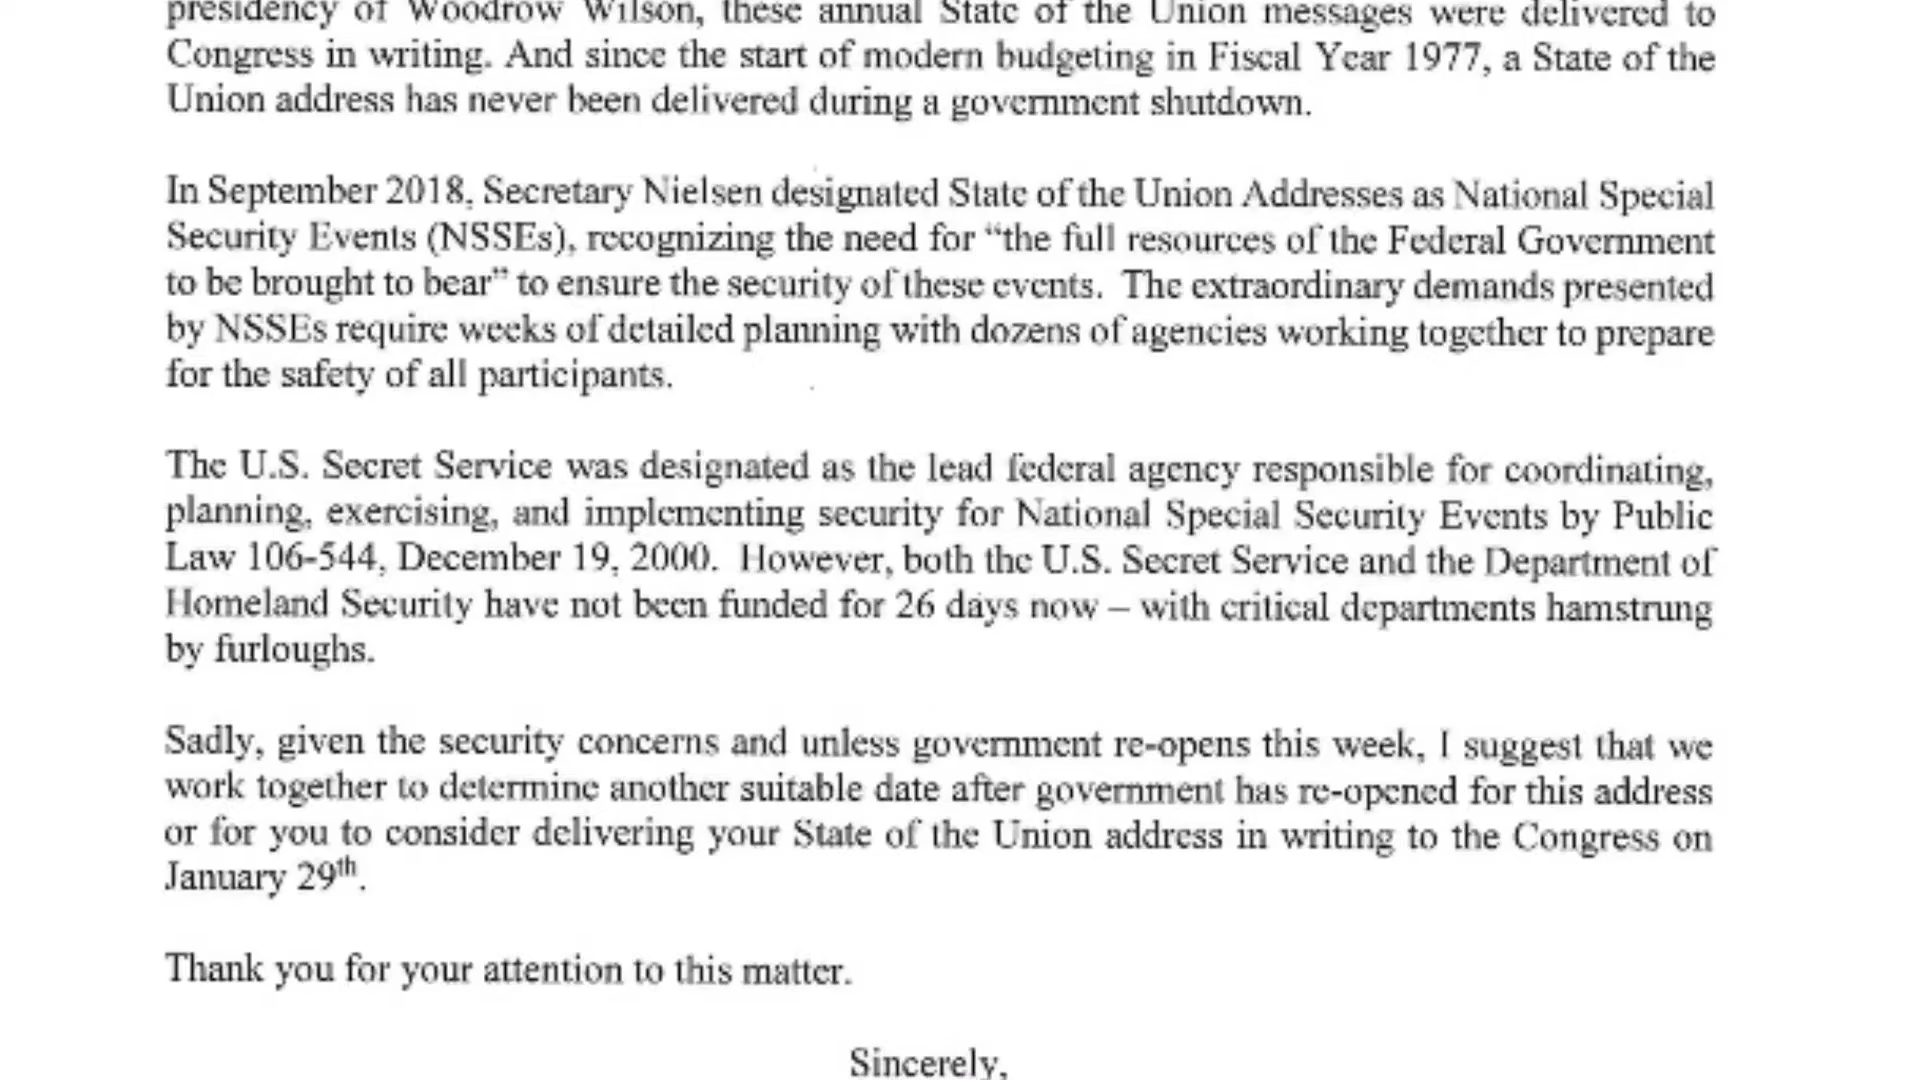 presidency of Woodrow Wilson, these annual State of the Union messages were delivered to
Congress in writing. And since the start of modern budgeting in Fiscal Year 1977, a State of the
Union address has never been delivered during a government shutdown.
In September 2018, Secretary Nielsen designated State of the Union Addresses as National Special
Security Events (NSSEs), recognizing the need for “the full resources of the Federal Government
to be brought to bear” to ensure the security of these events. The extraordinary demands presented
by NSSEs require weeks of detailed planning with dozens of agencies working together to prepare
for the safety of all participants.
The U.S. Secret Service was designated as the lead federal agency responsible for coordinating,
planning, exercising, and implementing security for National Special Security Events by Public
Law 106-544, December 19, 2000. However, both the U.S. Secret Service and the Department of
Homeland Security have not been funded for 26 days now – with critical departments hamstrung
by furloughs.
Sadly, given the security concerns and unless government re-opens this week, I suggest that we
work together to determine another suitable date after government has re-opened for this address
or for you to consider delivering your State of the Union address in writing to the Congress on
January 29th.
Thank you for your attention to this matter.
Sincerely,